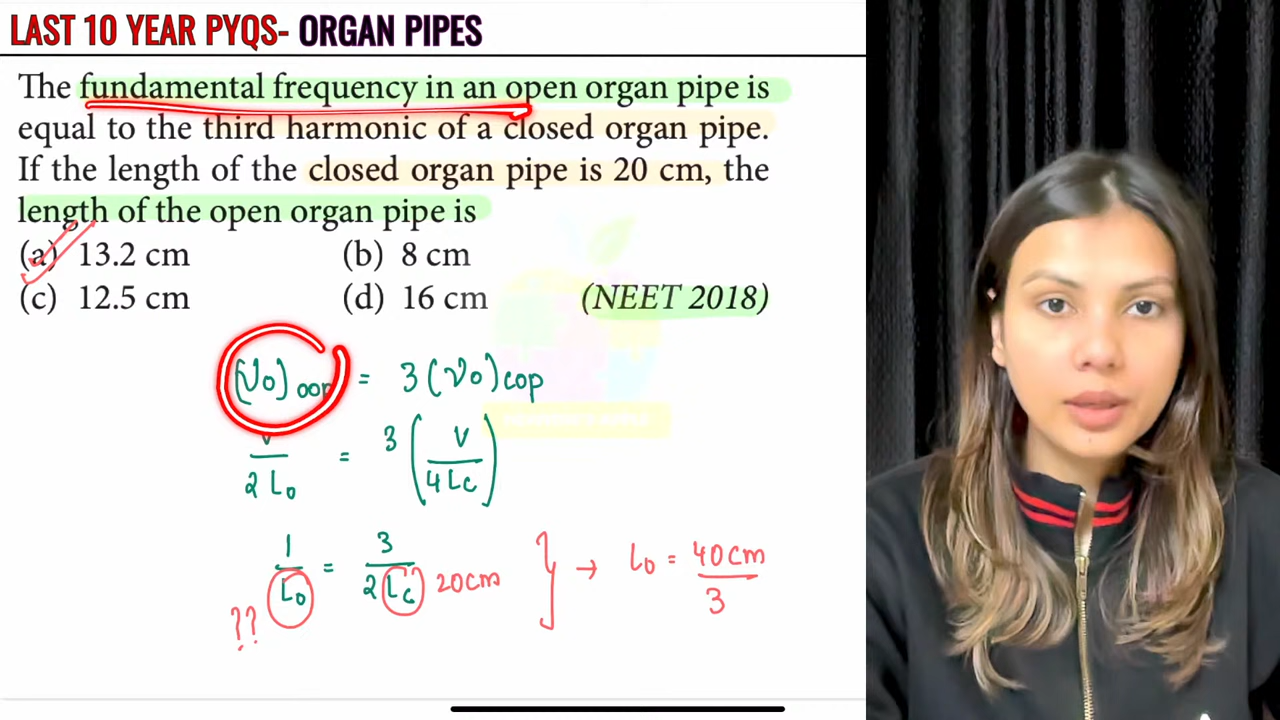 LAST 10 YEAR PYQS- ORGAN PIPES
The fundamental frequency in an open organ pipe is
equal to the third harmonic of a closed organ pipe.
If the length of the closed organ pipe is 20 cm, the
length of the open organ pipe is
(a) 13.2 cm (b) 8 cm
(c) 12.5 cm (d) 16 cm (NEET 2018)
(ν0)oop = 3(ν0)cop
v/2L0 = 3(v/4Lc)
1/L0 = 3/2Lc 20cm } → L0 = 40cm/3
??